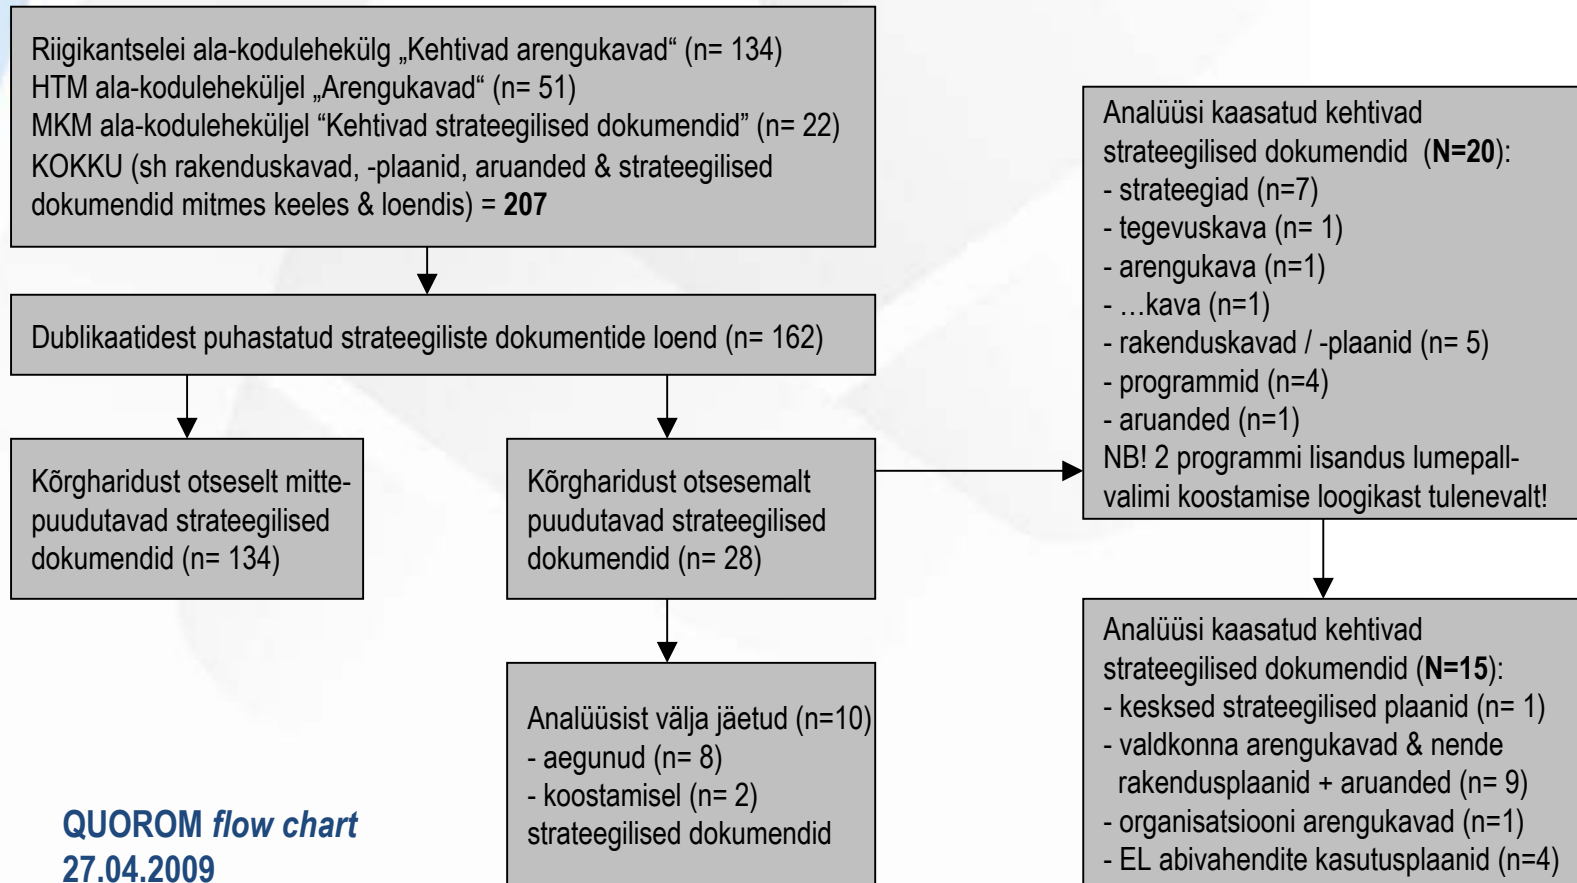 Riigikantselei ala-kodulehekülg „Kehtivad arengukavad“ (n= 134)
HTM ala-koduleheküljel „Arengukavad“ (n= 51)
MKM ala-koduleheküljel “Kehtivad strateegilised dokumendid” (n= 22)
KOKKU (sh rakenduskavad, -plaanid, aruanded & strateegilised
dokumendid mitmes keeles & loendis) = 207
Dublikaatidest puhastatud strateegiliste dokumentide loend (n= 162)
Kõrgharidust otseselt mitte-
puudutavad strateegilised
dokumendid (n= 134)
Kõrgharidust otsesemalt
puudutavad strateegilised
dokumendid (n= 28)
Analüüsist välja jäetud (n=10)
- aegunud (n= 8)
- koostamisel (n= 2)
strateegilised dokumendid
Analüüsi kaasatud kehtivad
strateegilised dokumendid (N=20):
- strateegiad (n=7)
- tegevuskava (n= 1)
- arengukava (n=1)
- …kava (n=1)
- rakenduskavad / -plaanid (n= 5)
- programmid (n=4)
- aruanded (n=1)
NB! 2 programmi lisandus lumepall-
valimi koostamise loogikast tulenevalt!
Analüüsi kaasatud kehtivad
strateegilised dokumendid (N=15):
- kesksed strateegilised plaanid (n= 1)
- valdkonna arengukavad & nende
rakendusplaanid + aruanded (n= 9)
- organisatsiooni arengukavad (n=1)
- EL abivahendite kasutusplaanid (n=4)
QUOROM flow chart
27.04.2009